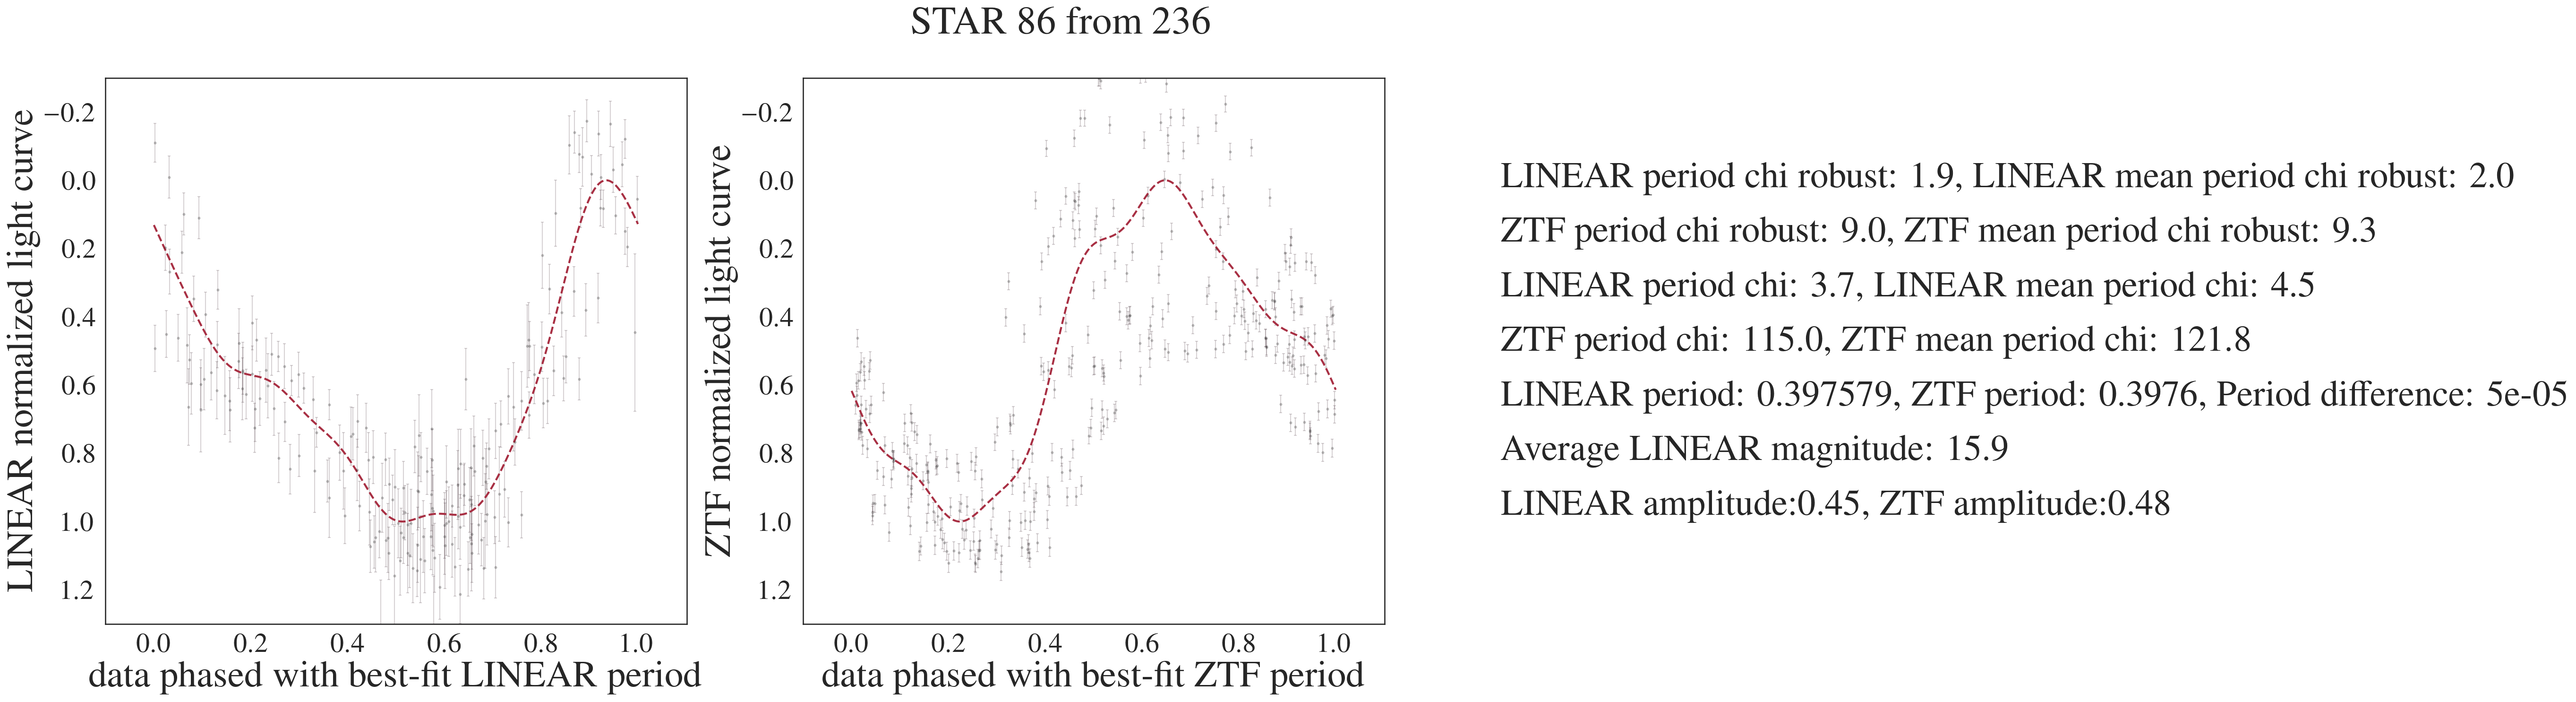 STAR 86 from 236
LINEAR normalized light curve
−0.2
0.0
0.2
0.4
0.6
0.8
1.0
1.2
0.0 0.2 0.4 0.6 0.8 1.0
data phased with best-fit LINEAR period
ZTF normalized light curve
−0.2
0.0
0.2
0.4
0.6
0.8
1.0
1.2
0.0 0.2 0.4 0.6 0.8 1.0
data phased with best-fit ZTF period
LINEAR period chi robust: 1.9, LINEAR mean period chi robust: 2.0
ZTF period chi robust: 9.0, ZTF mean period chi robust: 9.3
LINEAR period chi: 3.7, LINEAR mean period chi: 4.5
ZTF period chi: 115.0, ZTF mean period chi: 121.8
LINEAR period: 0.397579, ZTF period: 0.3976, Period difference: 5e-05
Average LINEAR magnitude: 15.9
LINEAR amplitude:0.45, ZTF amplitude:0.48